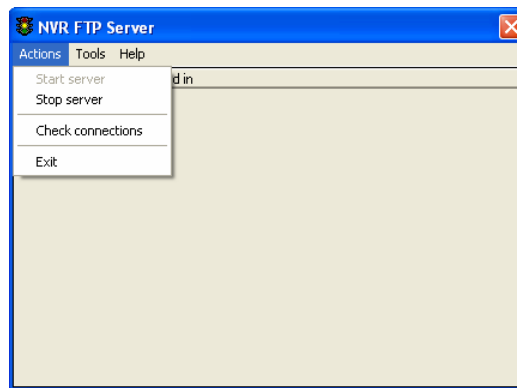 NVR FTP Server
Actions Tools Help
d in
Start server
Stop server
Check connections
Exit